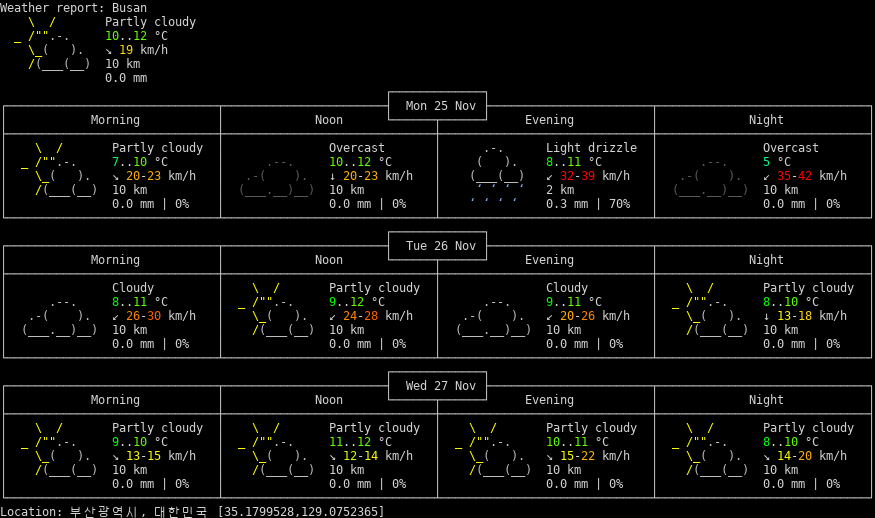 Weather report: Busan
Partly cloudy
10..12 °C
↘ 19 km/h
10 km
0.0 mm
Mon 25 Nov
Morning Noon Evening Night
Partly cloudy Overcast Light drizzle Overcast
7..10 °C 10..12 °C 8..11 °C 5 °C
↘ 20-23 km/h ↓ 20-23 km/h ↙ 32-39 km/h ↙ 35-42 km/h
10 km 10 km 2 km 10 km
0.0 mm | 0% 0.0 mm | 0% 0.3 mm | 70% 0.0 mm | 0%
Tue 26 Nov
Morning Noon Evening Night
Cloudy Partly cloudy Cloudy Partly cloudy
8..11 °C 9..12 °C 9..11 °C 8..10 °C
↙ 26-30 km/h ↙ 24-28 km/h ↙ 20-26 km/h ↓ 13-18 km/h
10 km 10 km 10 km 10 km
0.0 mm | 0% 0.0 mm | 0% 0.0 mm | 0% 0.0 mm | 0%
Wed 27 Nov
Morning Noon Evening Night
Partly cloudy Partly cloudy Partly cloudy Partly cloudy
9..10 °C 11..12 °C 10..11 °C 8..10 °C
↘ 13-15 km/h ↘ 12-14 km/h ↘ 15-22 km/h ↘ 14-20 km/h
10 km 10 km 10 km 10 km
0.0 mm | 0% 0.0 mm | 0% 0.0 mm | 0% 0.0 mm | 0%
Location: 부산광역시, 대한민국 [35.1799528,129.0752365]